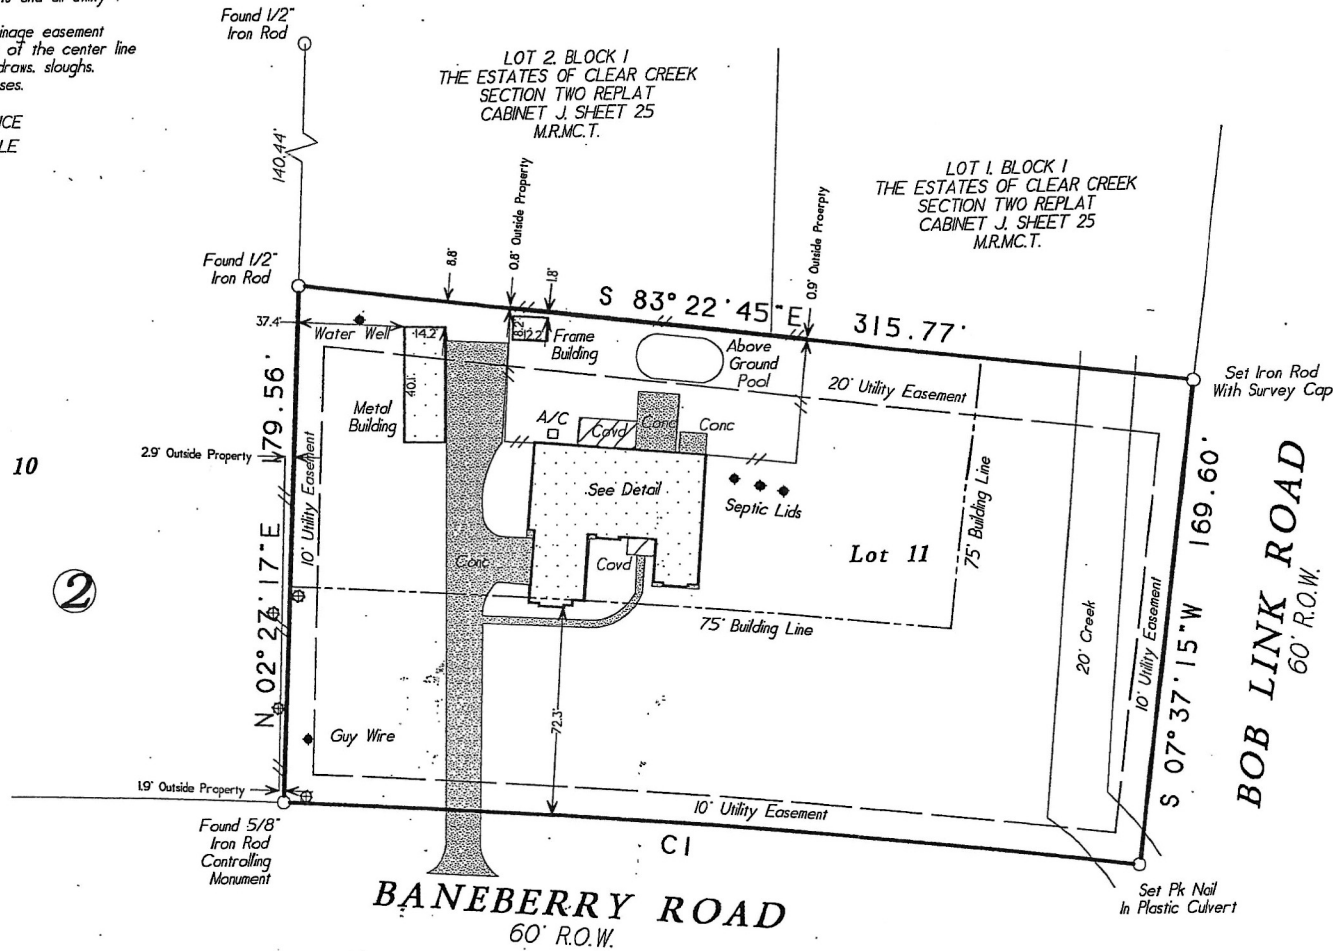 inage easement
of the center line
draws. sloughs.
ses.
Found 1/2"
Iron Rod
140.44'
LOT 2. BLOCK 1
THE ESTATES OF CLEAR CREEK
SECTION TWO REPLAT
CABINET J. SHEET 25
M.R.M.C.T.
LOT 1. BLOCK 1
THE ESTATES OF CLEAR CREEK
SECTION TWO REPLAT
CABINET J. SHEET 25
M.R.M.C.T.
Found 1/2"
Iron Rod
8.8'
0.8' Outside Property
1.8'
S 83° 22' 45" E 315.77'
0.9' Outside Proerpty
37.4'
Water Well
14.2'
40.1'
12.2'
Frame
Building
Above
Ground
Pool
20' Utility Easement
Set Iron Rod
With Survey Cap
Metal
Building
A/C
Covd
Conc
Conc
10
2.9' Outside Property
179.56'
N 02° 27' 17" E
10' Utility Easement
See Detail
Septic Lids
Lot 11
75' Building Line
169.60'
S 07° 37' 15" W
BOB LINK ROAD
60' R.O.W.
Conc
Covd
2
75' Building Line
20' Creek
10' Utility Easement
72.3'
Guy Wire
1.9' Outside Property
10' Utility Easement
C1
Found 5/8"
Iron Rod
Controlling
Monument
Set Pk Nail
In Plastic Culvert
BANEBERRY ROAD
60' R.O.W.